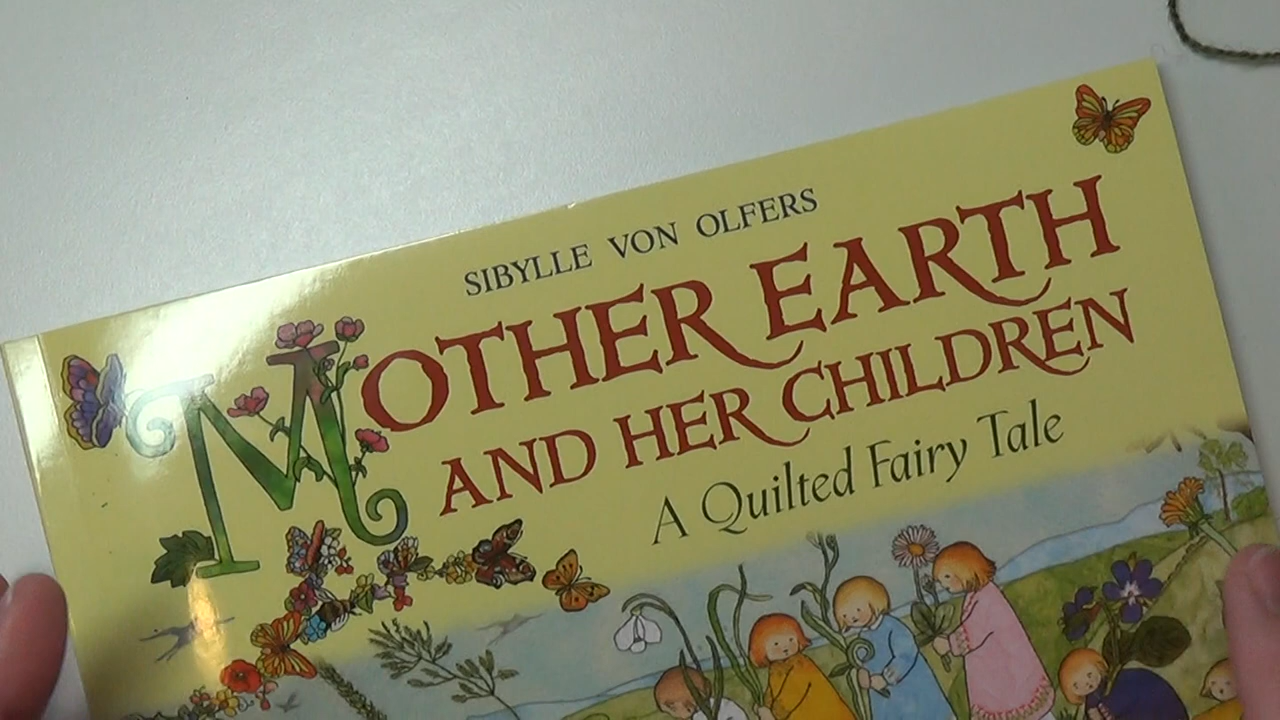 SIBYLLE VON OLFERS
MOTHER EARTH
AND HER CHILDREN
A Quilted Fairy Tale